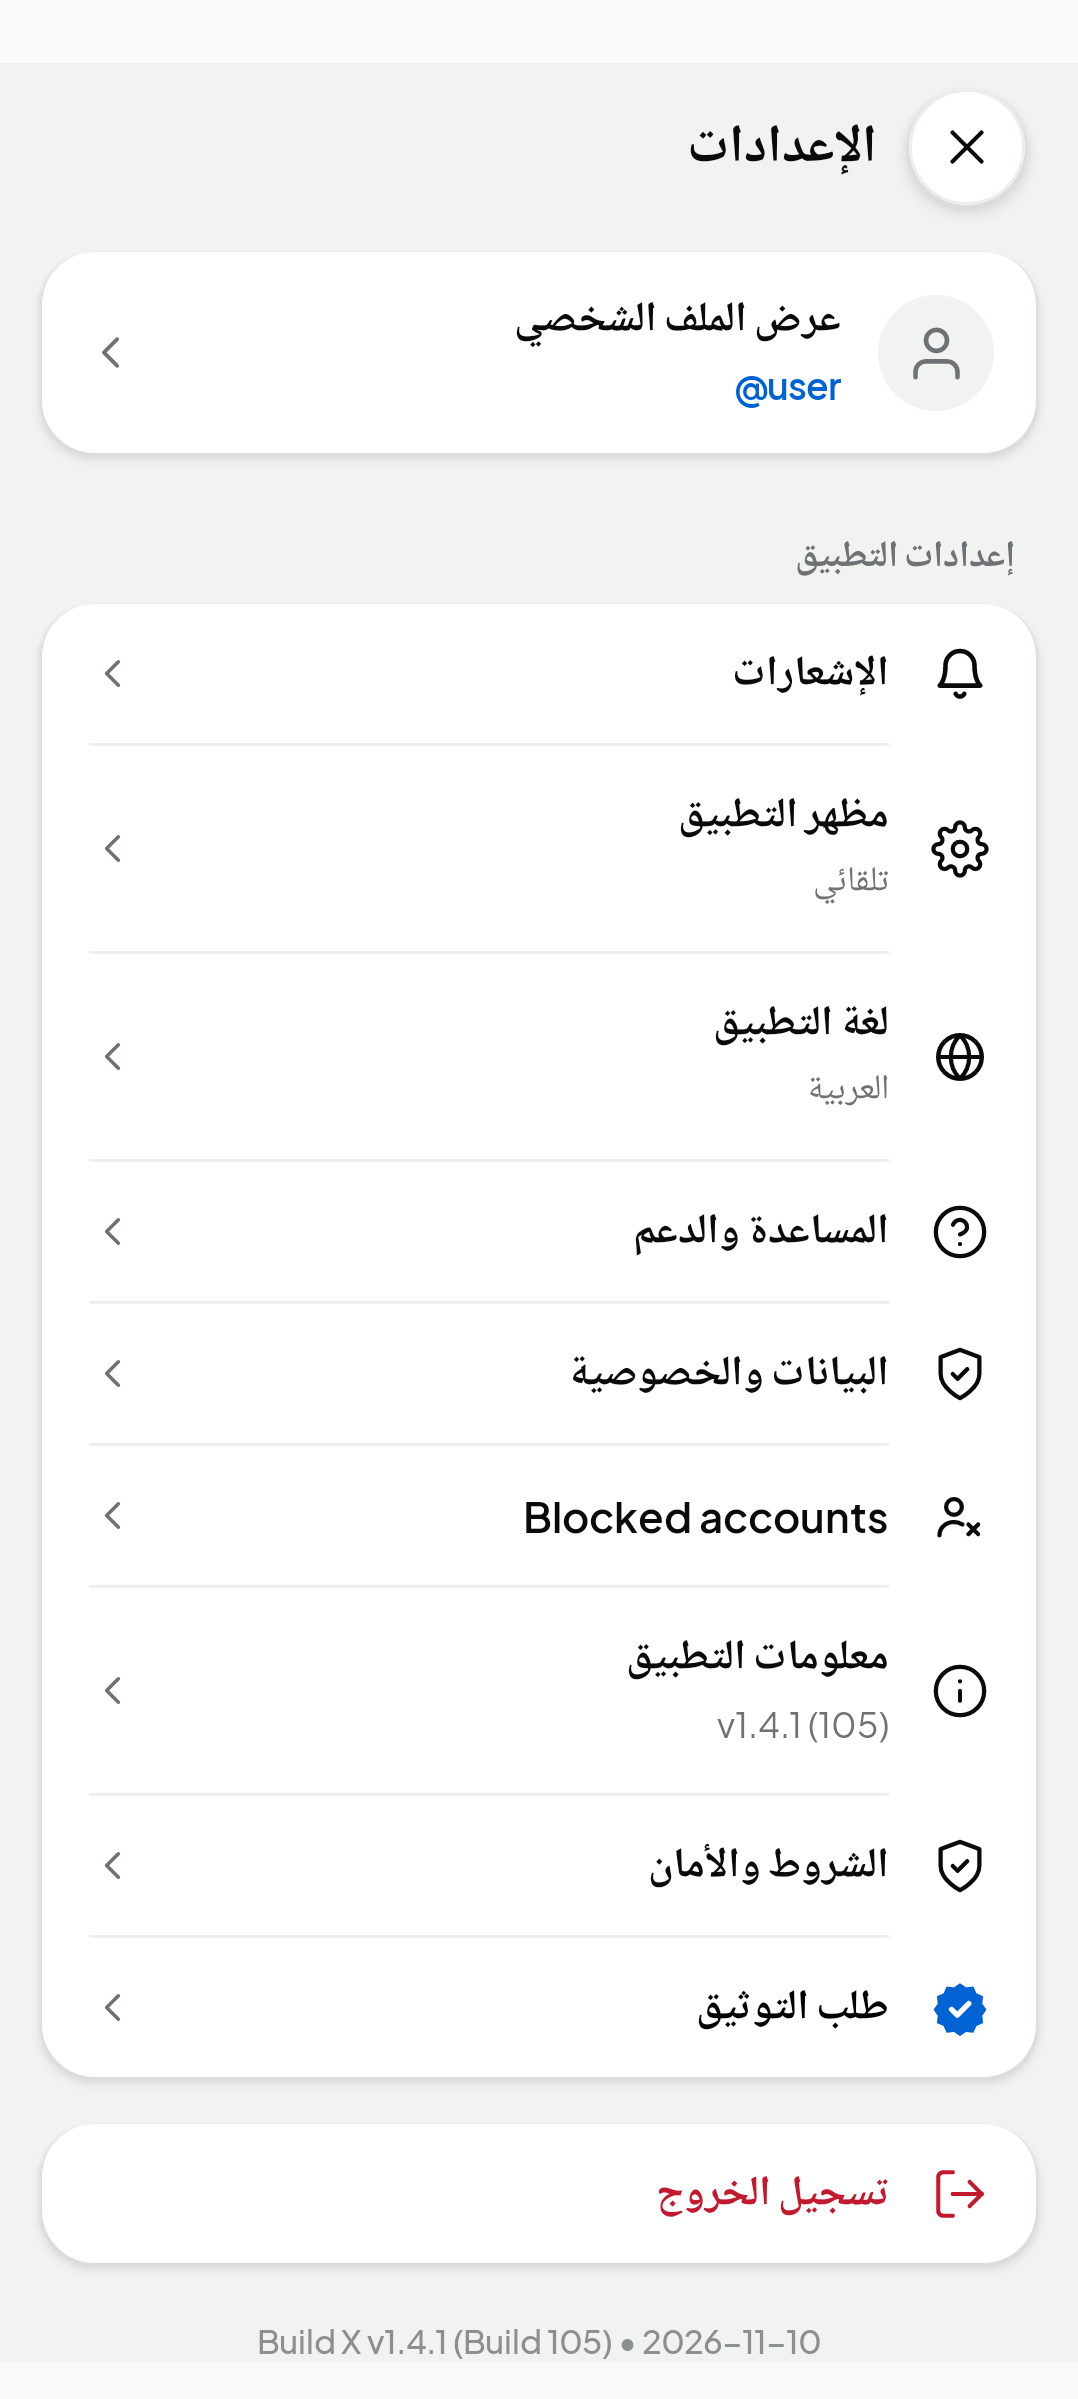 الإعدادات
عرض الملف الشخصي
@user
إعدادات التطبيق
الإشعارات
مظهر التطبيق
تلقائي
لغة التطبيق
العربية
المساعدة والدعم
البيانات والخصوصية
Blocked accounts
معلومات التطبيق
v1.4.1 (105)
الشروط والأمان
طلب التوثيق
تسجيل الخروج
Build X v1.4.1 (Build 105) • 2026-11-10